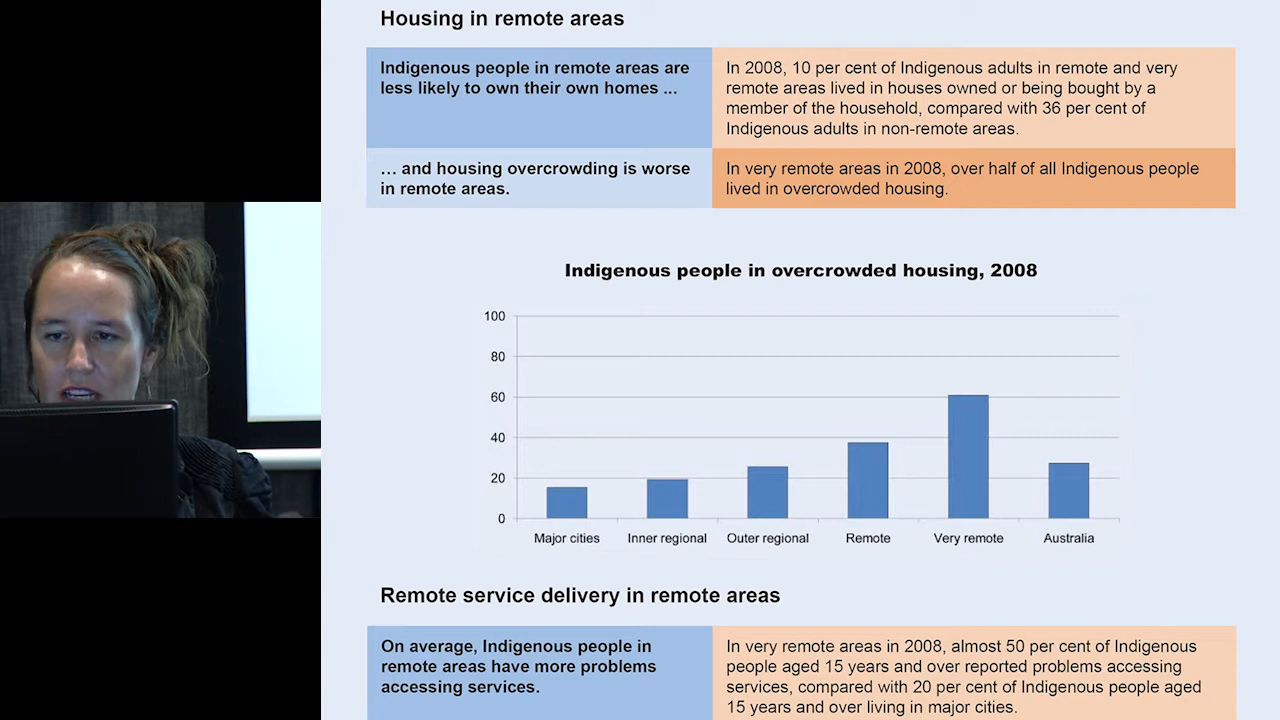 Housing in remote areas
Indigenous people in remote areas are
less likely to own their own homes ...
In 2008, 10 per cent of Indigenous adults in remote and very
remote areas lived in houses owned or being bought by a
member of the household, compared with 36 per cent of
Indigenous adults in non-remote areas.
… and housing overcrowding is worse
in remote areas.
In very remote areas in 2008, over half of all Indigenous people
lived in overcrowded housing.
Indigenous people in overcrowded housing, 2008
100
80
60
40
20
0
Major cities Inner regional Outer regional Remote Very remote Australia
Remote service delivery in remote areas
On average, Indigenous people in
remote areas have more problems
accessing services.
In very remote areas in 2008, almost 50 per cent of Indigenous
people aged 15 years and over reported problems accessing
services, compared with 20 per cent of Indigenous people aged
15 years and over living in major cities.